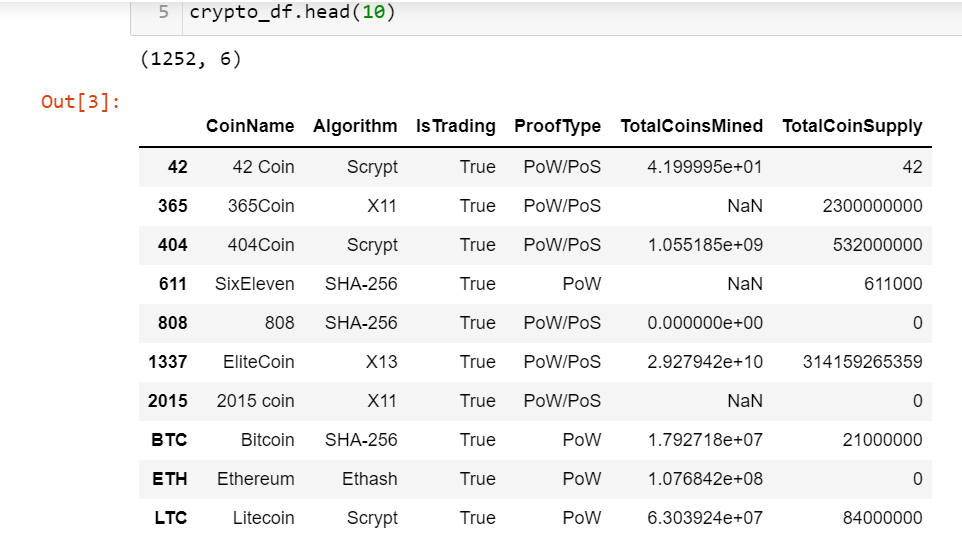 5 crypto_df.head(10)
(1252, 6)
Out[3]:
CoinName Algorithm IsTrading ProofType TotalCoinsMined TotalCoinSupply
42 42 Coin Scrypt True PoW/PoS 4.199995e+01 42
365 365Coin X11 True PoW/PoS NaN 2300000000
404 404Coin Scrypt True PoW/PoS 1.055185e+09 532000000
611 SixEleven SHA-256 True PoW NaN 611000
808 808 SHA-256 True PoW/PoS 0.000000e+00 0
1337 EliteCoin X13 True PoW/PoS 2.927942e+10 314159265359
2015 2015 coin X11 True PoW/PoS NaN 0
BTC Bitcoin SHA-256 True PoW 1.792718e+07 21000000
ETH Ethereum Ethash True PoW 1.076842e+08 0
LTC Litecoin Scrypt True PoW 6.303924e+07 84000000